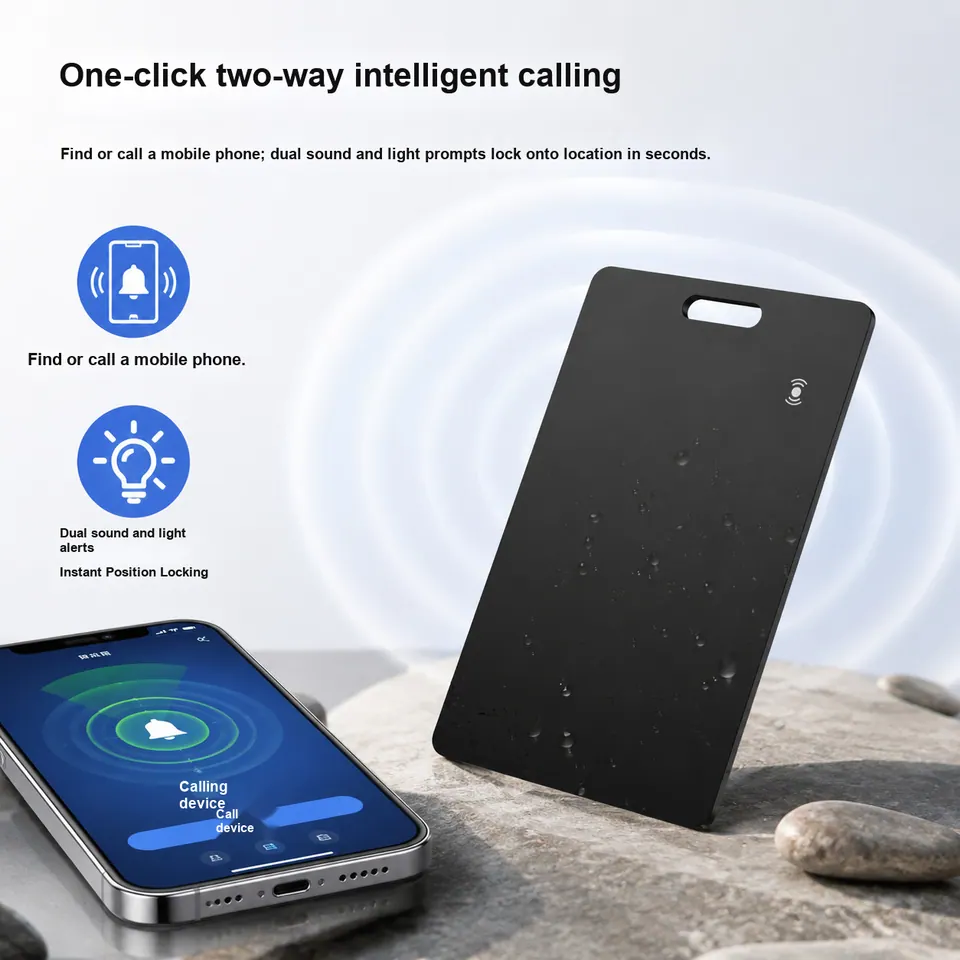 One-click two-way intelligent calling
Find or call a mobile phone; dual sound and light prompts lock onto location in seconds.
Find or call a mobile phone.
Dual sound and light
alerts
Instant Position Locking
Calling
device
Call
device